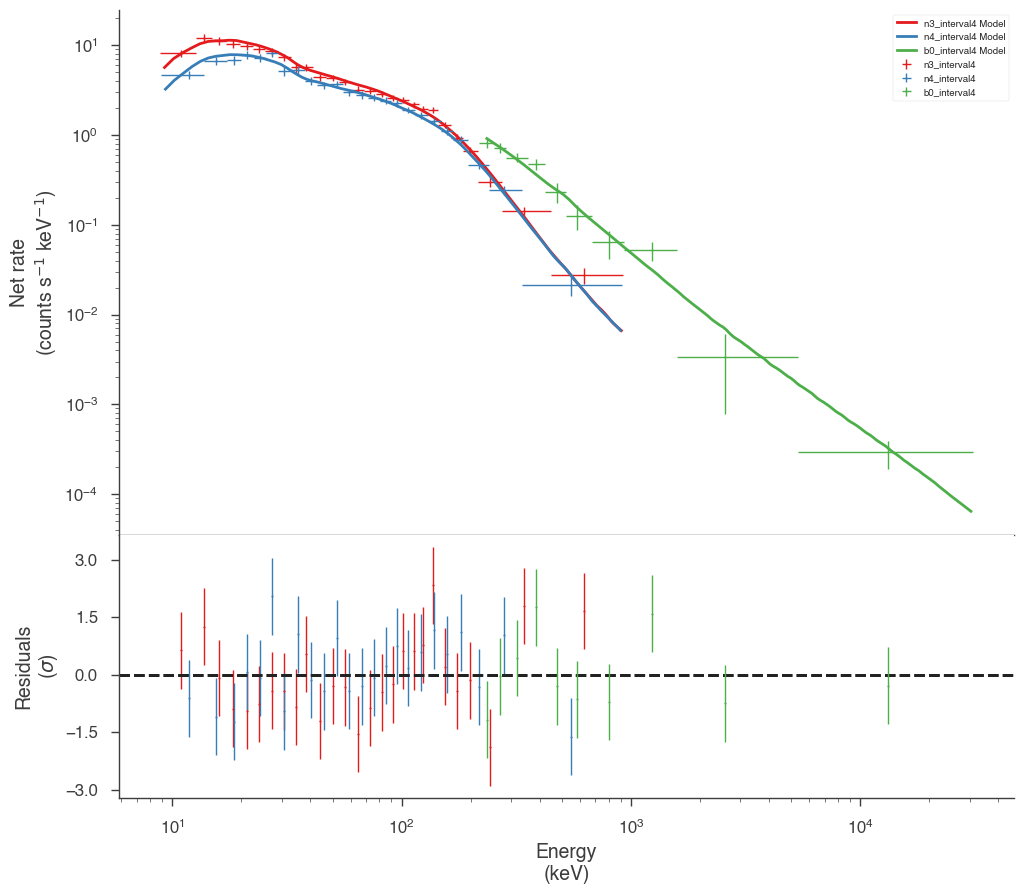 n3_interval4 Model
n4_interval4 Model
b0_interval4 Model
n3_interval4
n4_interval4
b0_interval4
10¹
10⁰
10⁻¹
10⁻²
10⁻³
10⁻⁴
Net rate
(counts s⁻¹ keV⁻¹)
3.0
1.5
0.0
−1.5
−3.0
Residuals
(σ)
10¹ 10² 10³ 10⁴
Energy
(keV)